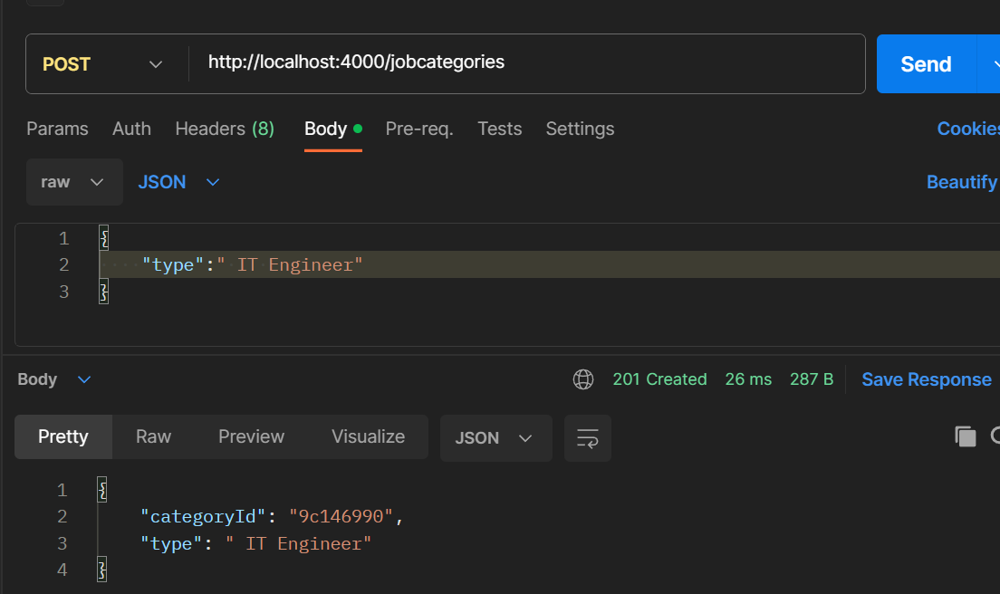 POST http://localhost:4000/jobcategories Send
Params Auth Headers (8) Body Pre-req. Tests Settings Cookies
raw JSON Beautify
1 {
2 "type":" IT Engineer"
3 }
Body 201 Created 26 ms 287 B Save Response
Pretty Raw Preview Visualize JSON
1 {
2 "categoryId": "9c146990",
3 "type": " IT Engineer"
4 }